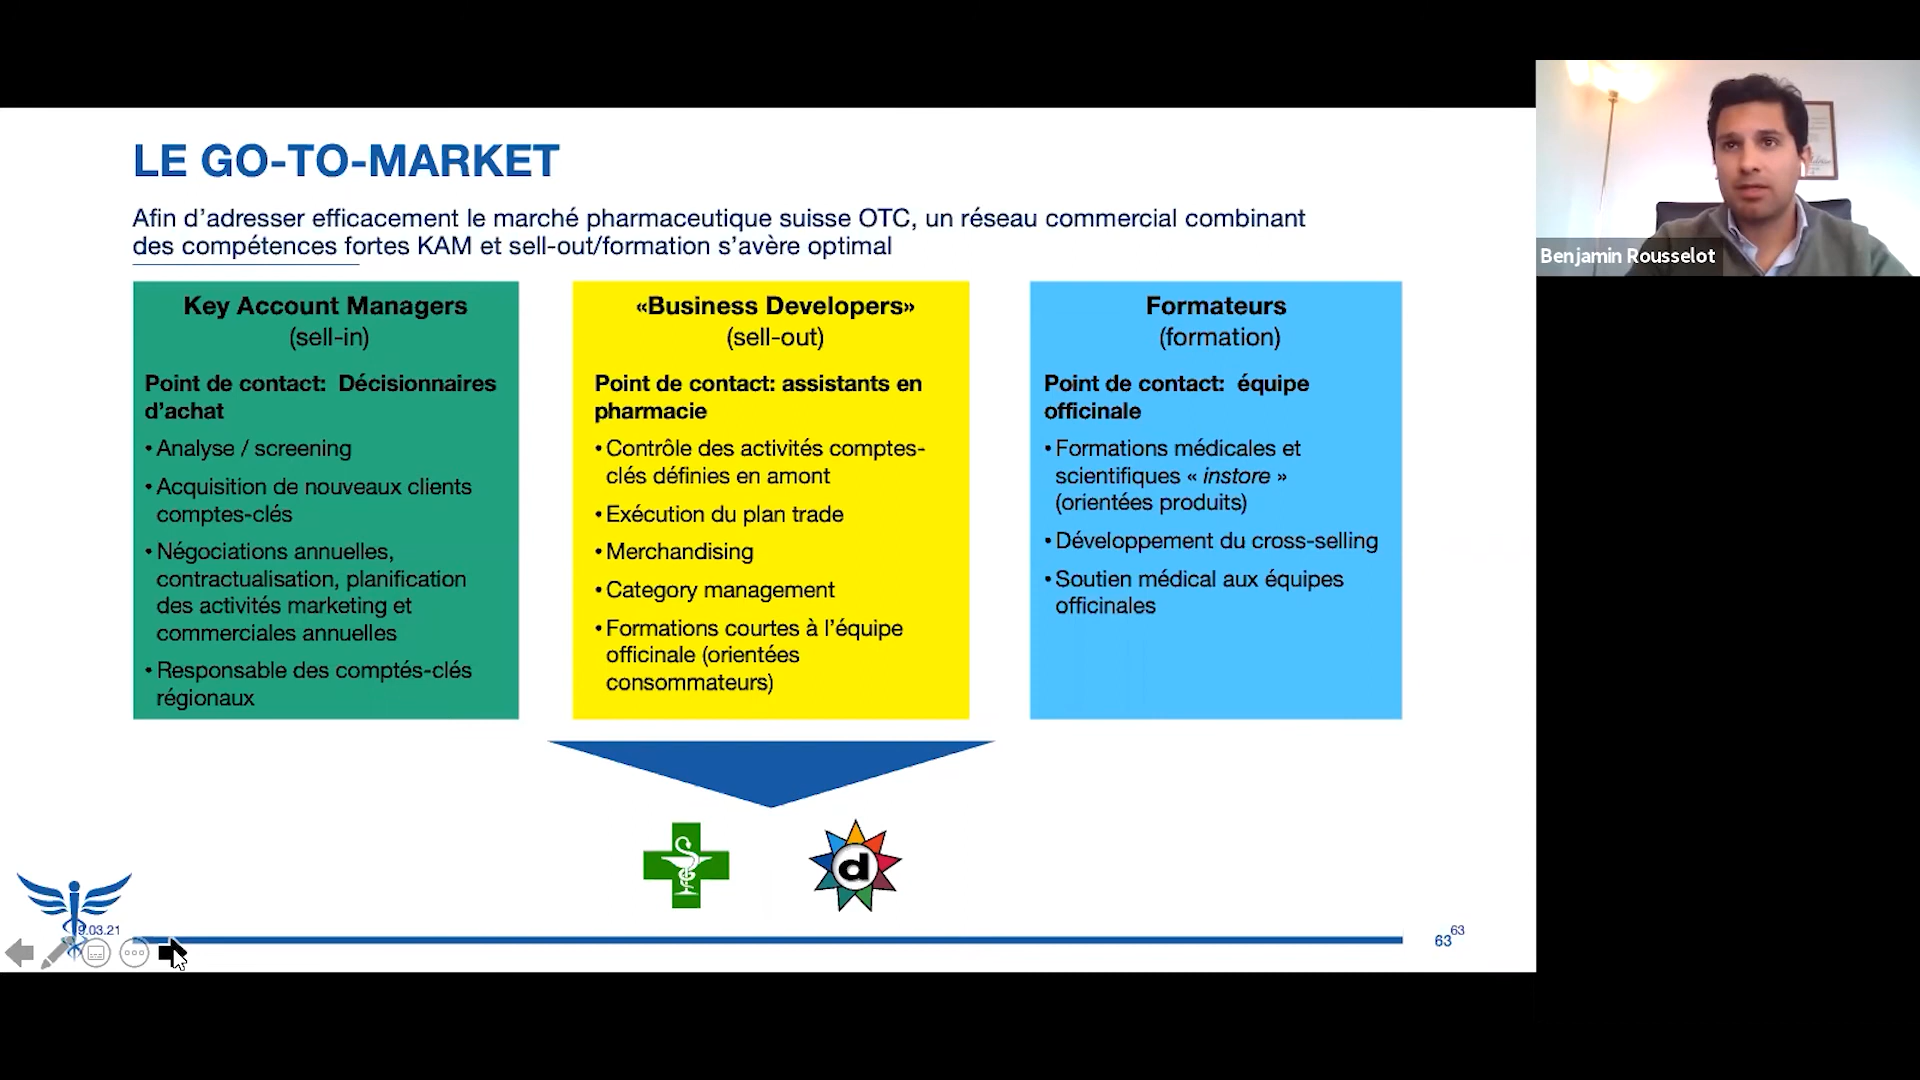 LE GO-TO-MARKET
Afin d’adresser efficacement le marché pharmaceutique suisse OTC, un réseau commercial combinant
des compétences fortes KAM et sell-out/formation s’avère optimal
Key Account Managers
(sell-in)
Point de contact: Décisionnaires
d’achat
• Analyse / screening
• Acquisition de nouveaux clients
comptes-clés
• Négociations annuelles,
contractualisation, planification
des activités marketing et
commerciales annuelles
• Responsable des comptés-clés
régionaux
«Business Developers»
(sell-out)
Point de contact: assistants en
pharmacie
• Contrôle des activités comptes-
clés définies en amont
• Exécution du plan trade
• Merchandising
• Category management
• Formations courtes à l’équipe
officinale (orientées
consommateurs)
Formateurs
(formation)
Point de contact: équipe
officinale
• Formations médicales et
scientifiques « instore »
(orientées produits)
• Développement du cross-selling
• Soutien médical aux équipes
officinales
d
9.03.21
63
63
Benjamin Rousselot